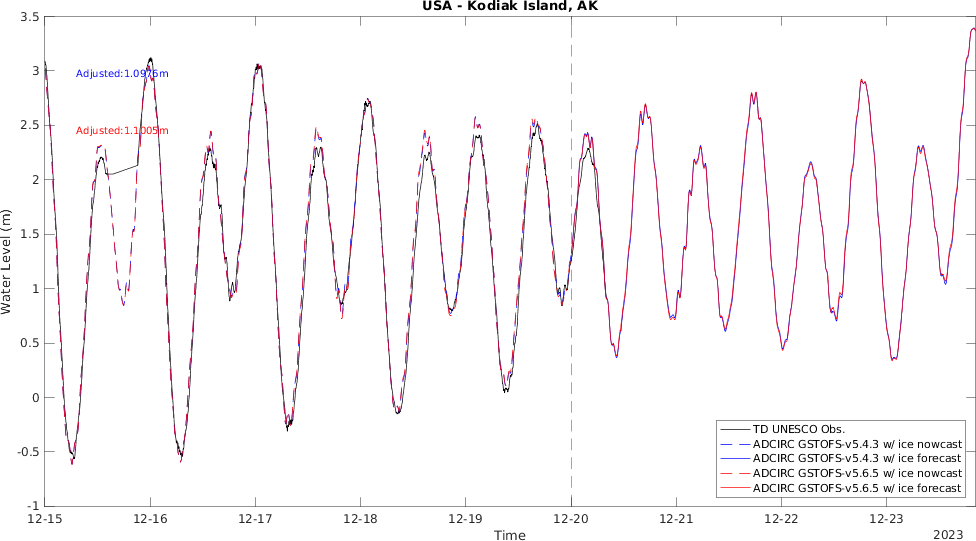 USA - Kodiak Island, AK
3.5
3
2.5
2
1.5
1
0.5
0
-0.5
-1
Water Level (m)
Adjusted:1.0976m
Adjusted:1.1005m
TD UNESCO Obs.
ADCIRC GSTOFS-v5.4.3 w/ ice nowcast
ADCIRC GSTOFS-v5.4.3 w/ ice forecast
ADCIRC GSTOFS-v5.6.5 w/ ice nowcast
ADCIRC GSTOFS-v5.6.5 w/ ice forecast
12-15 12-16 12-17 12-18 12-19 12-20 12-21 12-22 12-23
Time
2023